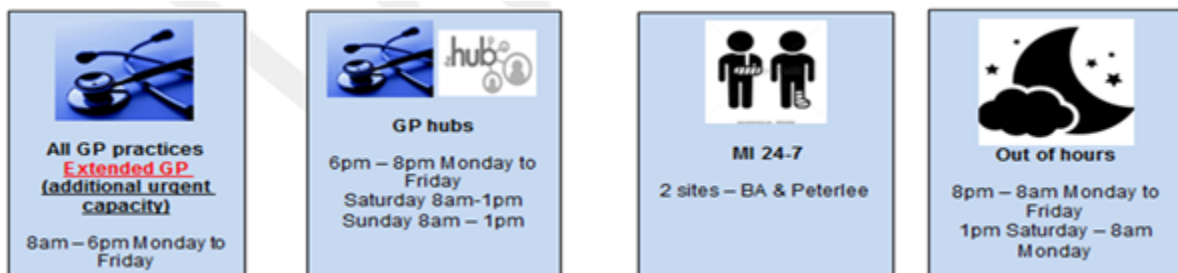 All GP practices
Extended GP
(additional urgent
capacity)
8am – 6pm Monday to
Friday
hub
GP hubs
6pm – 8pm Monday to
Friday
Saturday 8am-1pm
Sunday 8am – 1pm
MI 24-7
2 sites – BA & Peterlee
Out of hours
8pm – 8am Monday to
Friday
1pm Saturday – 8am
Monday